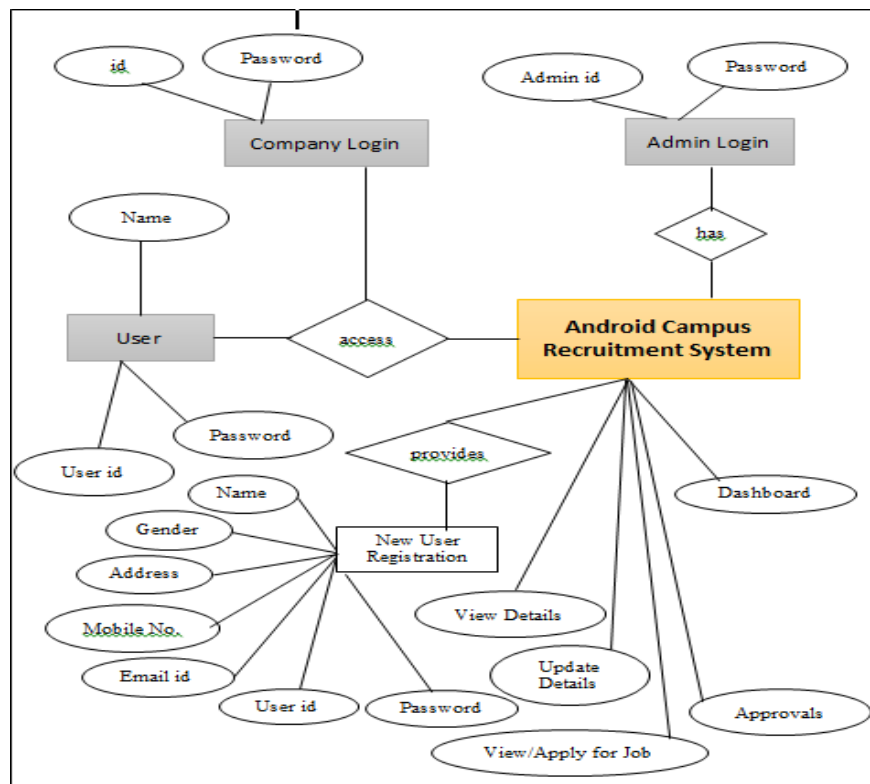 id
Password
Admin id
Password
Company Login
Admin Login
Name
has
User
access
Android Campus
Recruitment System
Password
User id
provides
Name
Dashboard
Gender
New User
Registration
Address
View Details
Mobile No.
Email id
Update
Details
User id
Password
Approvals
View/Apply for Job